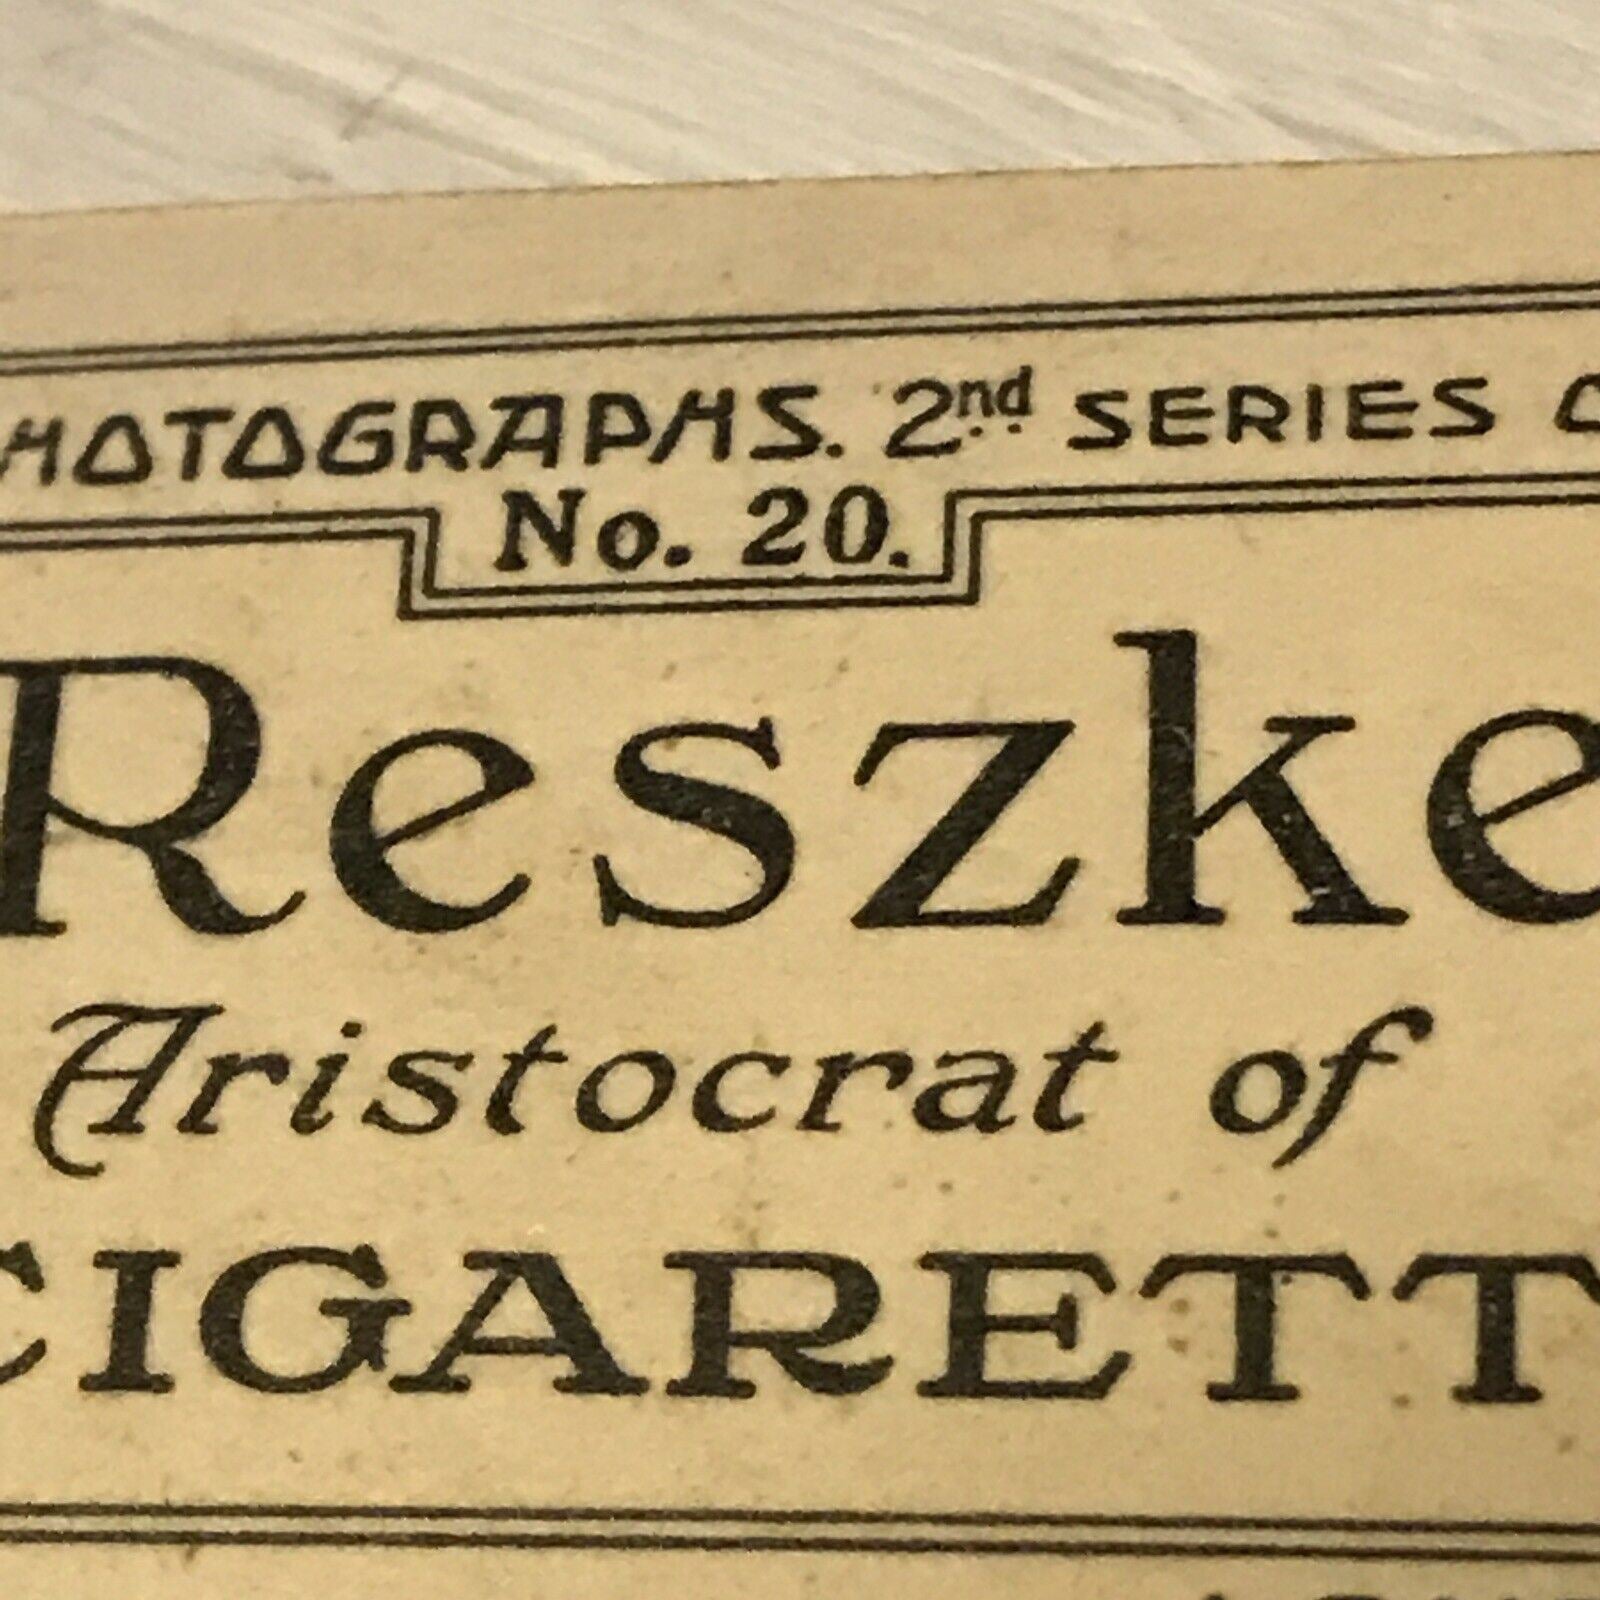 HOTOGRAPHS. 2nd SERIES O
No. 20.
Reszke
Aristocrat of
CIGARETT